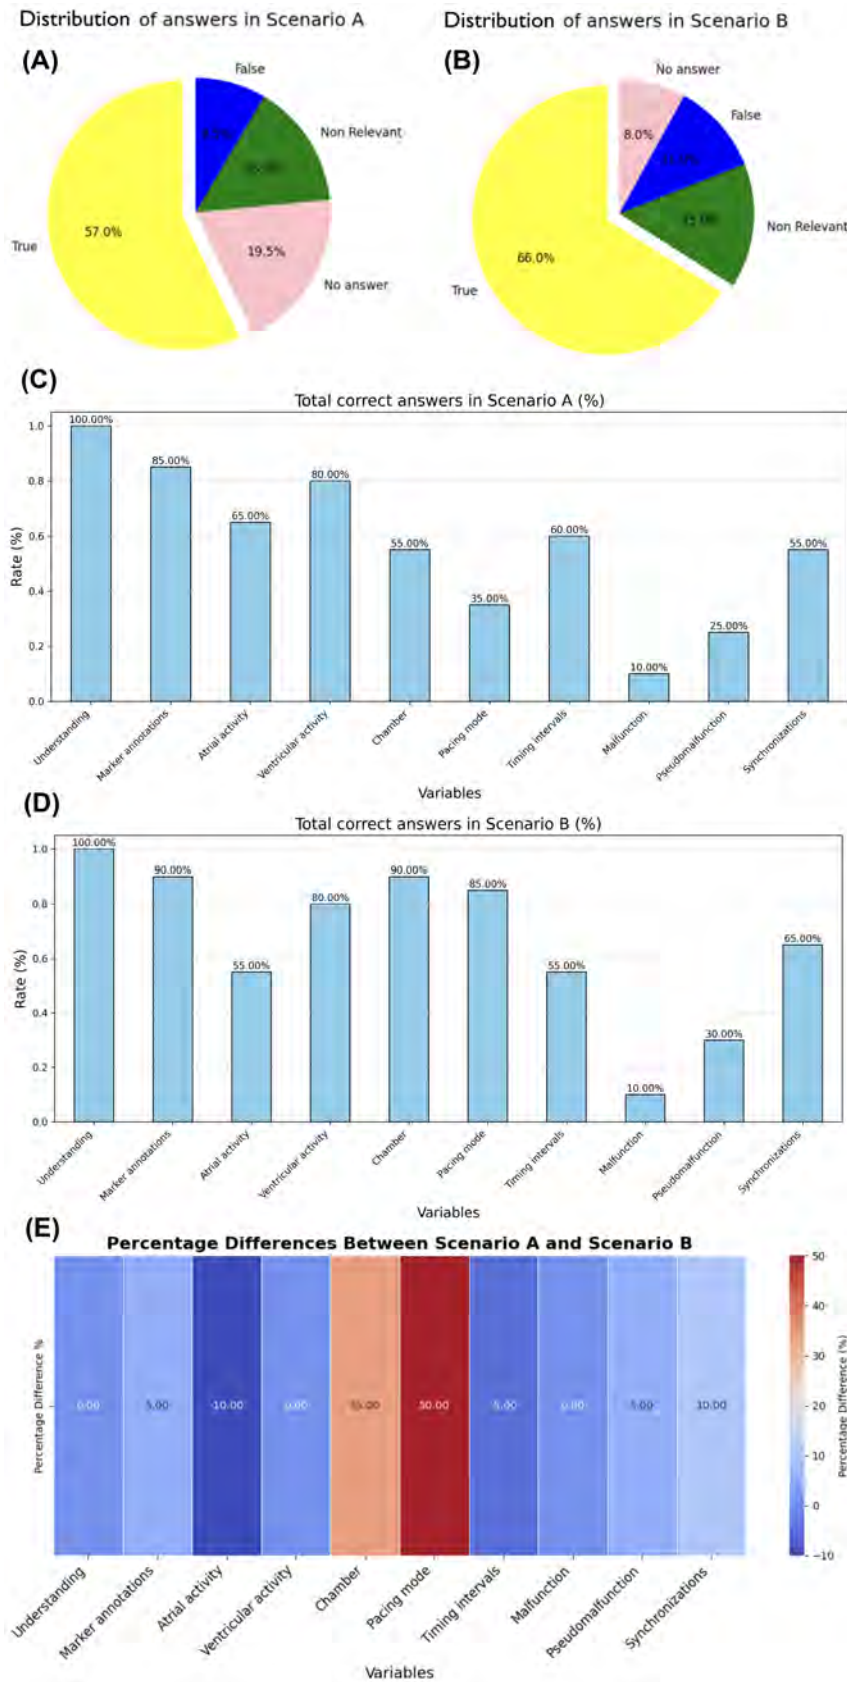 Distribution of answers in Scenario A
Distribution of answers in Scenario B
(A)
False
Non Relevant
57.0%
True
19.5%
No answer
(B)
No answer
8.0%
False
Non Relevant
66.0%
True
(C)
Total correct answers in Scenario A (%)
100.00%
85.00%
65.00%
80.00%
55.00%
35.00%
60.00%
10.00%
25.00%
55.00%
1.0
0.8
0.6
0.4
0.2
0.0
Rate (%)
Understanding
Marker annotations
Atrial activity
Ventricular activity
Chamber
Pacing mode
Timing intervals
Malfunction
Pseudomalfunction
Synchronizations
Variables
(D)
Total correct answers in Scenario B (%)
100.00%
90.00%
55.00%
80.00%
90.00%
85.00%
55.00%
10.00%
30.00%
65.00%
1.0
0.8
0.6
0.4
0.2
0.0
Rate (%)
Understanding
Marker annotations
Atrial activity
Ventricular activity
Chamber
Pacing mode
Timing intervals
Malfunction
Pseudomalfunction
Synchronizations
Variables
(E)
Percentage Differences Between Scenario A and Scenario B
Percentage Difference %
0.00
5.00
-10.00
0.00
35.00
50.00
-5.00
0.00
5.00
10.00
50
40
30
20
10
0
−10
Percentage Difference (%)
Understanding
Marker annotations
Atrial activity
Ventricular activity
Chamber
Pacing mode
Timing intervals
Malfunction
Pseudomalfunction
Synchronizations
Variables